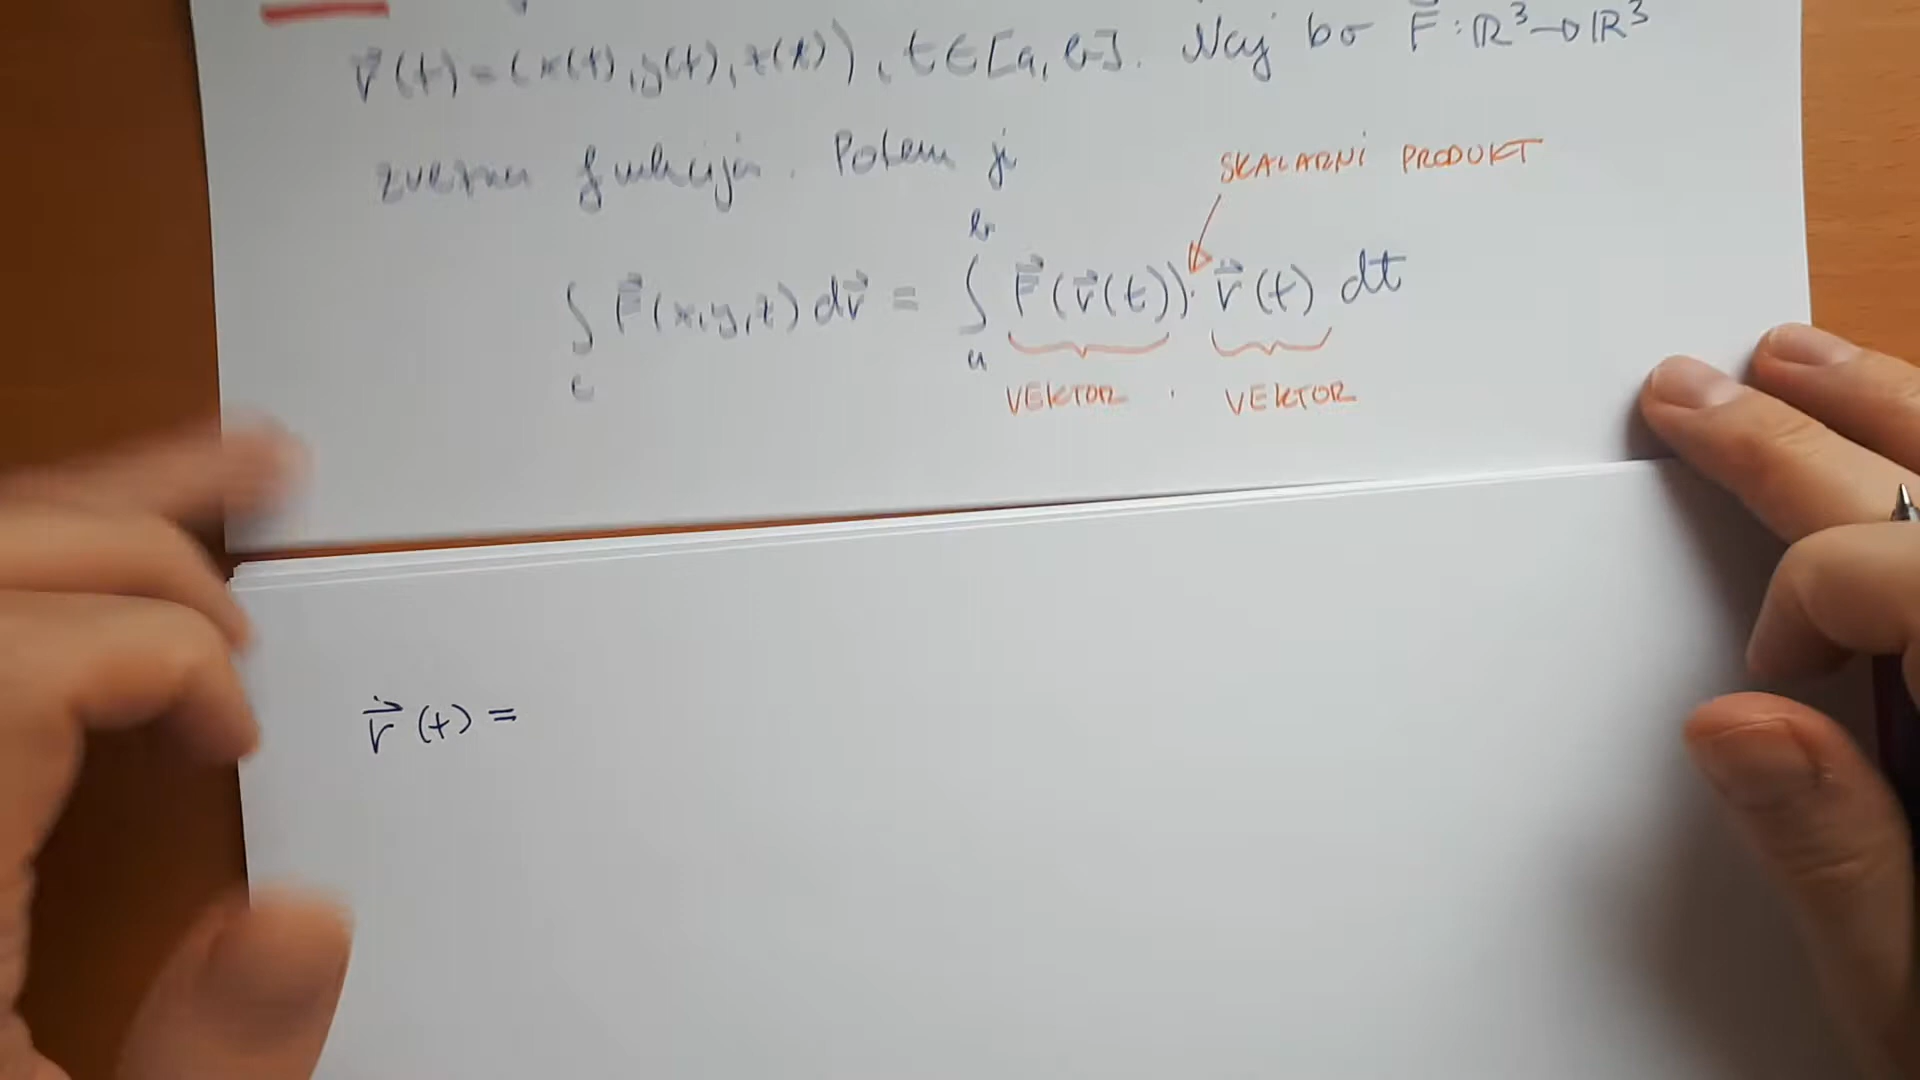 r⃗(t) = (x(t), y(t), z(t)), t ∈ [a, b]. Naj bo F⃗ : ℝ³ → ℝ³
zvezna funkcija. Potem je
SKALARNI PRODUKT
∫_C F⃗(x,y,z) dr⃗ = ∫_a^b F⃗(r⃗(t)) · r⃗̇(t) dt
VEKTOR · VEKTOR
r⃗̇(t) =